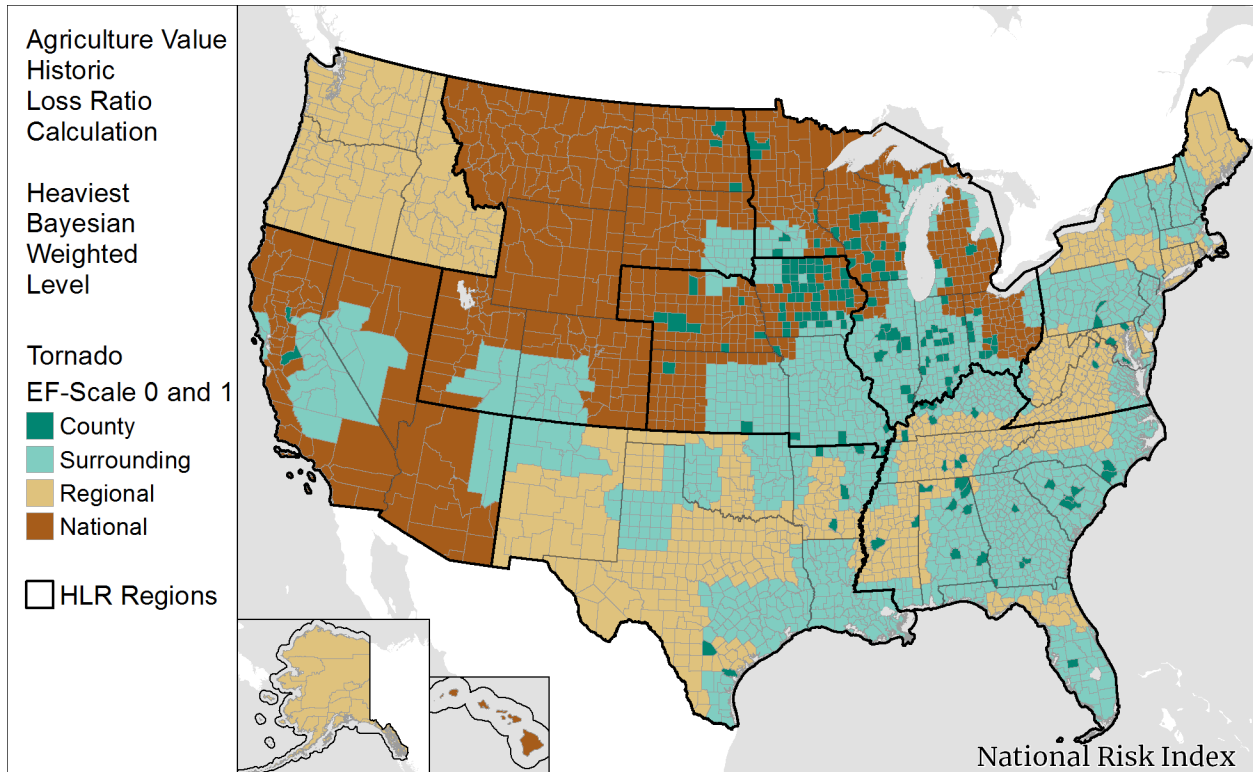 Agriculture Value
Historic
Loss Ratio
Calculation
Heaviest
Bayesian
Weighted
Level
Tornado
EF-Scale 0 and 1
County
Surrounding
Regional
National
HLR Regions
National Risk Index